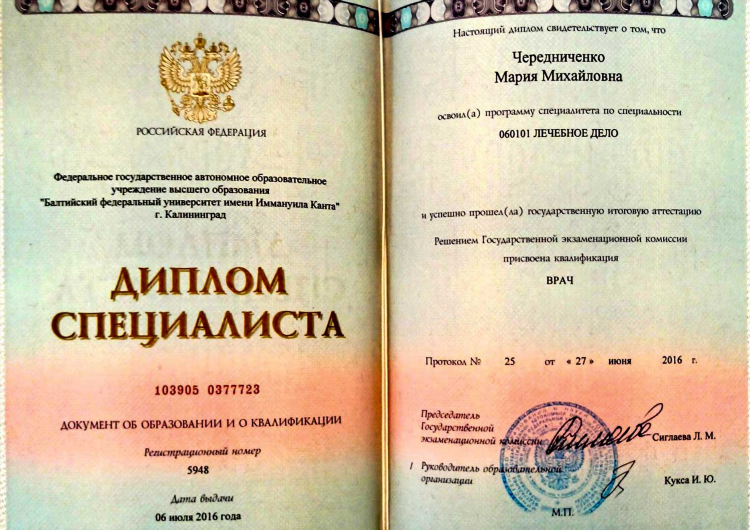 РОССИЙСКАЯ ФЕДЕРАЦИЯ
Федеральное государственное автономное образовательное
учреждение высшего образования
"Балтийский федеральный университет имени Иммануила Канта"
г. Калининград
ДИПЛОМ
СПЕЦИАЛИСТА
103905 0377723
ДОКУМЕНТ ОБ ОБРАЗОВАНИИ И О КВАЛИФИКАЦИИ
Регистрационный номер
5948
Дата выдачи
06 июля 2016 года
Настоящий диплом свидетельствует о том, что
Чередниченко
Мария Михайловна
освоил(а) программу специалитета по специальности
060101 ЛЕЧЕБНОЕ ДЕЛО
и успешно прошел(ла) государственную итоговую аттестацию
Решением Государственной экзаменационной комиссии
присвоена квалификация
ВРАЧ
Протокол № 25 от « 27 » июня 2016 г.
Председатель
Государственной
экзаменационной комиссии Сиглаева Л. М.
Руководитель образовательной
организации Кукса И. Ю.
М.П.